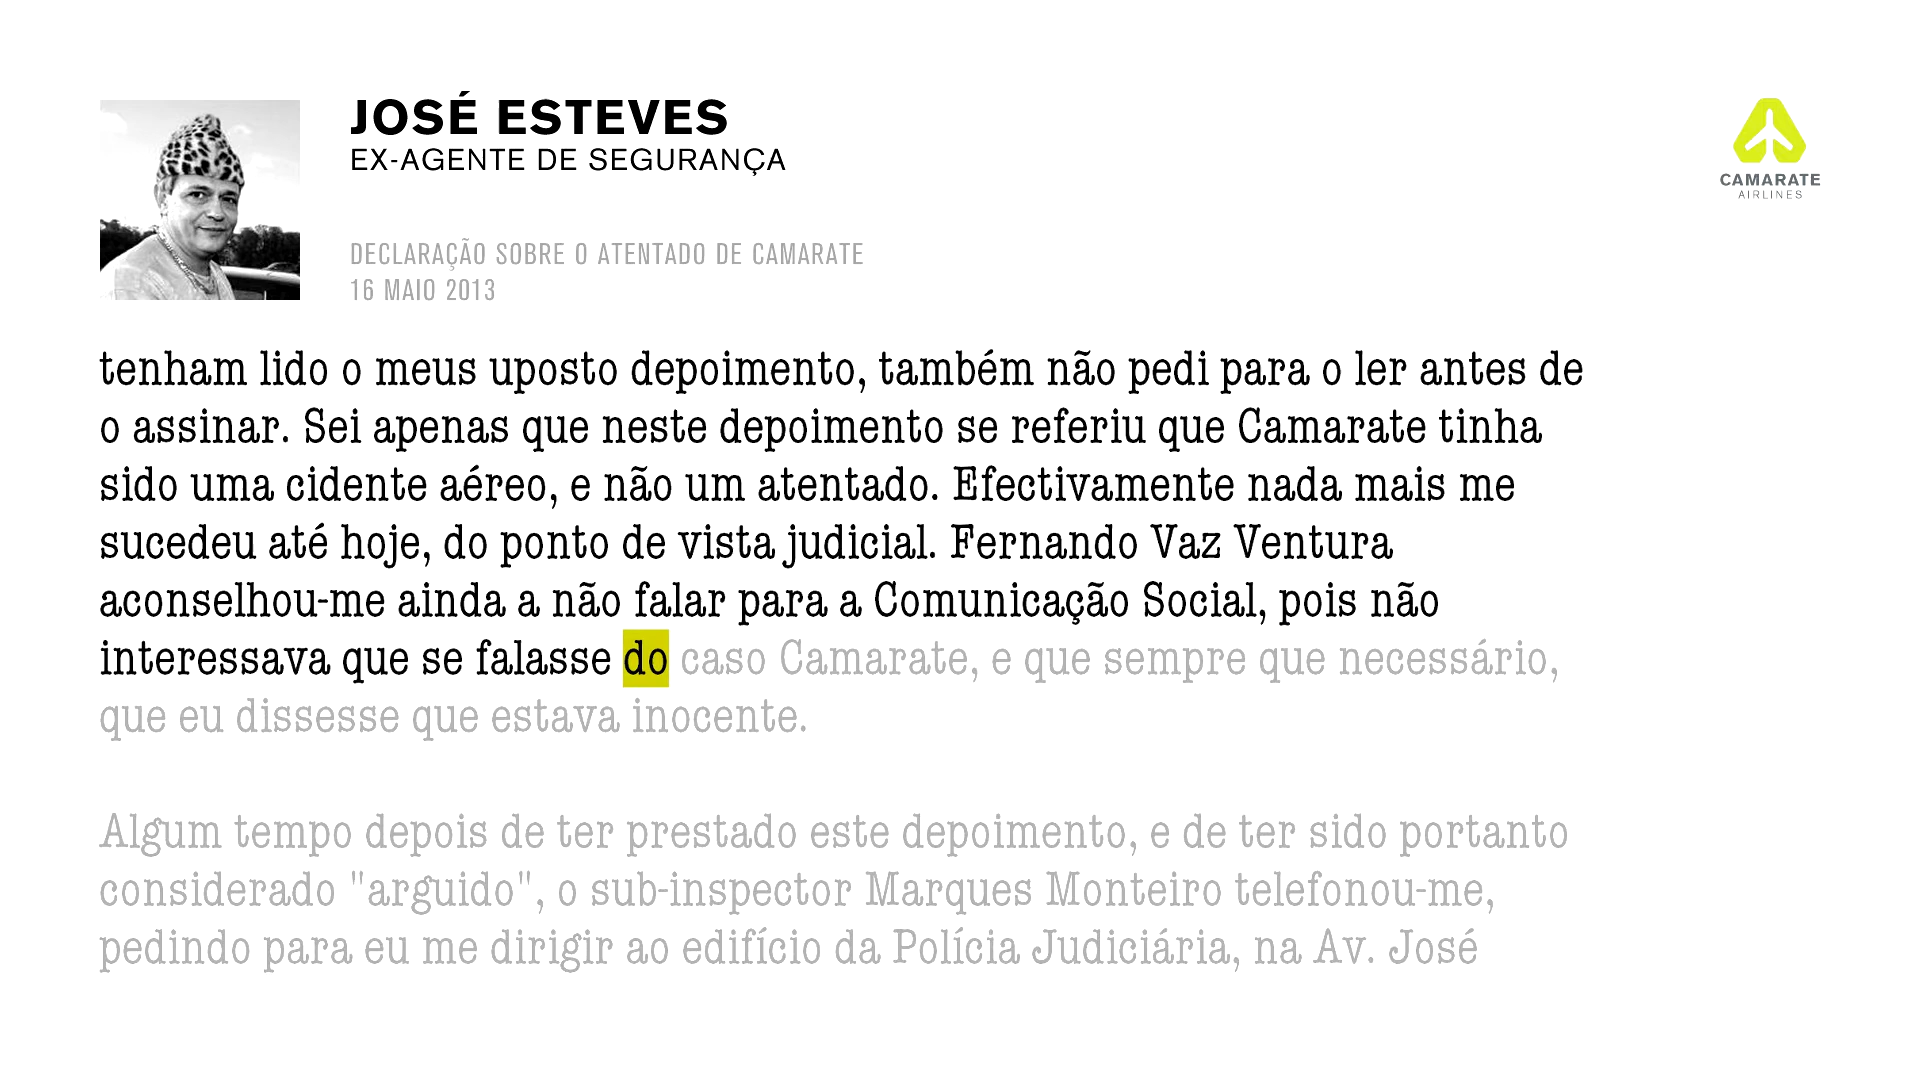 JOSÉ ESTEVES
EX-AGENTE DE SEGURANÇA
DECLARAÇÃO SOBRE O ATENTADO DE CAMARATE
16 MAIO 2013
CAMARATE
AIRLINES
tenham lido o meus uposto depoimento, também não pedi para o ler antes de
o assinar. Sei apenas que neste depoimento se referiu que Camarate tinha
sido uma cidente aéreo, e não um atentado. Efectivamente nada mais me
sucedeu até hoje, do ponto de vista judicial. Fernando Vaz Ventura
aconselhou-me ainda a não falar para a Comunicação Social, pois não
interessava que se falasse do caso Camarate, e que sempre que necessário,
que eu dissesse que estava inocente.
Algum tempo depois de ter prestado este depoimento, e de ter sido portanto
considerado "arguido", o sub-inspector Marques Monteiro telefonou-me,
pedindo para eu me dirigir ao edifício da Polícia Judiciária, na Av. José